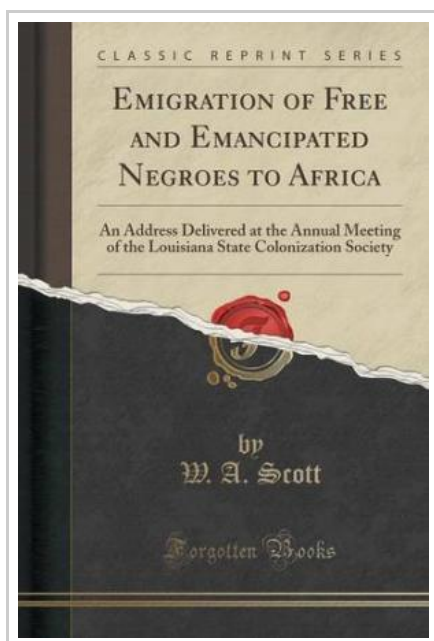 CLASSIC REPRINT SERIES
EMIGRATION OF FREE
AND EMANCIPATED
NEGROES TO AFRICA
An Address Delivered at the Annual Meeting
of the Louisiana State Colonization Society
by
W. A. Scott
Forgotten Books